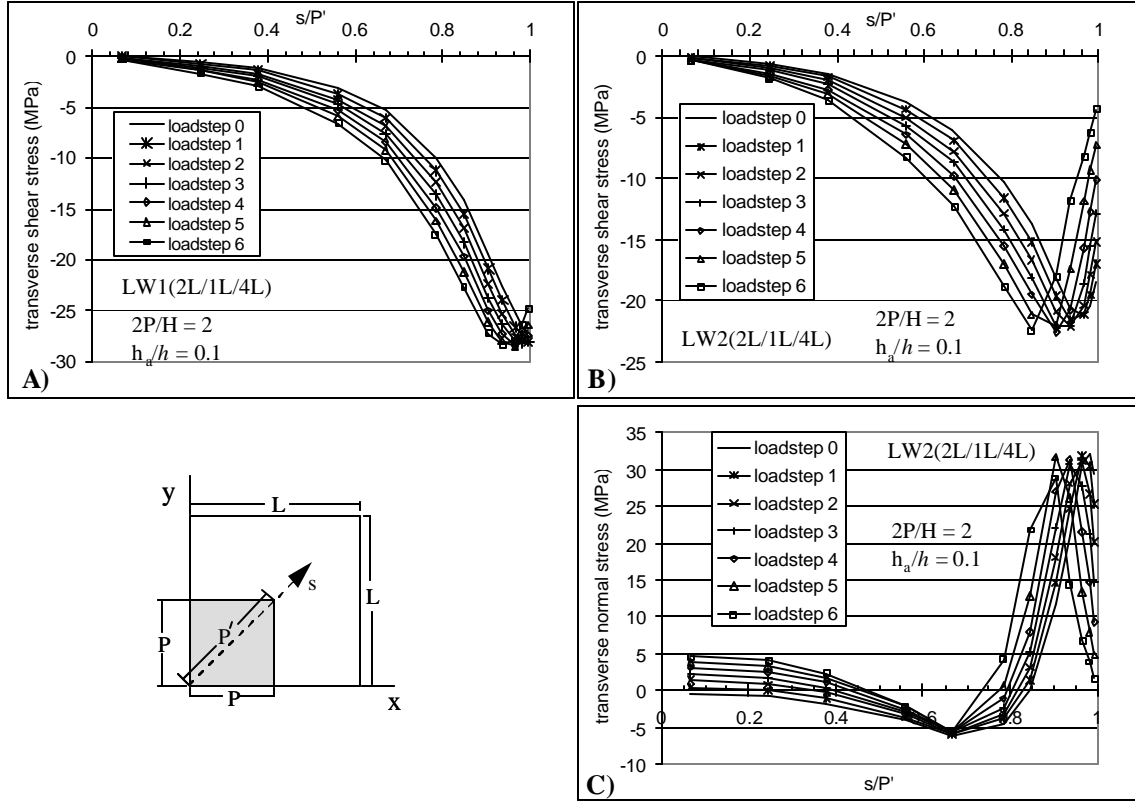 s/P'
0 0.2 0.4 0.6 0.8 1
transverse shear stress (MPa)
0
-5
-10
-15
-20
-25
-30
loadstep 0
loadstep 1
loadstep 2
loadstep 3
loadstep 4
loadstep 5
loadstep 6
LW1(2L/1L/4L)
2P/H = 2
ha/h = 0.1
A)
s/P'
0 0.2 0.4 0.6 0.8 1
transverse shear stress (MPa)
0
-5
-10
-15
-20
-25
loadstep 0
loadstep 1
loadstep 2
loadstep 3
loadstep 4
loadstep 5
loadstep 6
LW2(2L/1L/4L)
2P/H = 2
ha/h = 0.1
B)
y
L
s
L
P
P'
P
x
transverse normal stress (MPa)
35
30
25
20
15
10
5
0
-5
-10
loadstep 0
loadstep 1
loadstep 2
loadstep 3
loadstep 4
loadstep 5
loadstep 6
LW2(2L/1L/4L)
2P/H = 2
ha/h = 0.1
0 0.2 0.4 0.6 0.8 1
s/P'
C)